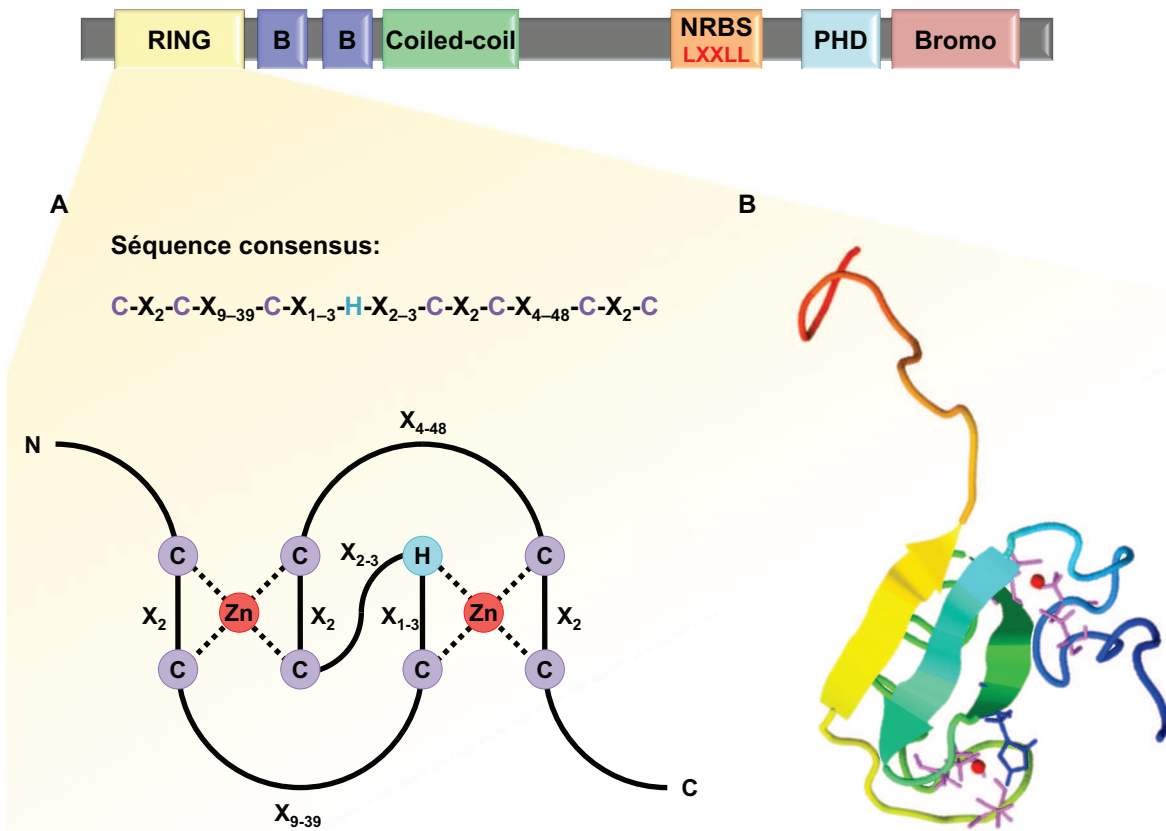 RING B B Coiled-coil NRBS PHD Bromo
LXXLL
A
B
Séquence consensus:
C-X₂-C-X₉₋₃₉-C-X₁₋₃-H-X₂₋₃-C-X₂-C-X₄₋₄₈-C-X₂-C
X₄₋₄₈
N
C C X₂₋₃ H C
X₂ Zn X₂ X₁₋₃ Zn X₂
C C C C
C
X₉₋₃₉